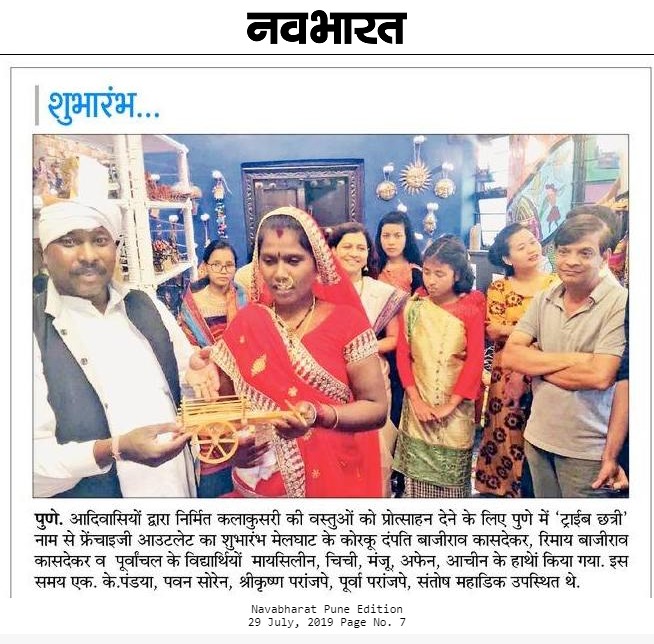 नवभारत
शुभारंभ...
पुणे. आदिवासियों द्वारा निर्मित कलाकुसरी की वस्तुओं को प्रोत्साहन देने के लिए पुणे में ‘ट्राईब छत्री’
नाम से फ्रेंचाइजी आउटलेट का शुभारंभ मेलघाट के कोरकू दंपति बाजीराव कासदेकर, रिमाय बाजीराव
कासदेकर व पूर्वांचल के विद्यार्थियों मायसिलीन, चिची, मंजू, अफेन, आचीन के हाथों किया गया. इस
समय एक. के.पंडया, पवन सोरेन, श्रीकृष्ण परांजपे, पूर्वा परांजपे, संतोष महाडिक उपस्थित थे.
Navabharat Pune Edition
29 July, 2019 Page No. 7